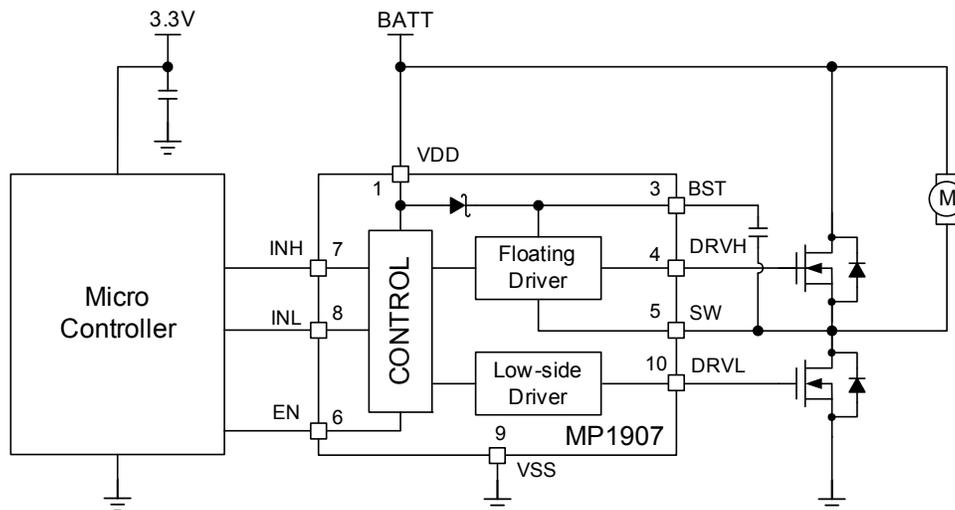 3.3V
BATT
VDD
1
3
BST
M
INH
7
Floating
Driver
4
DRVH
Micro
Controller
CONTROL
INL
8
5
SW
Low-side
Driver
10
DRVL
EN
6
9
MP1907
VSS